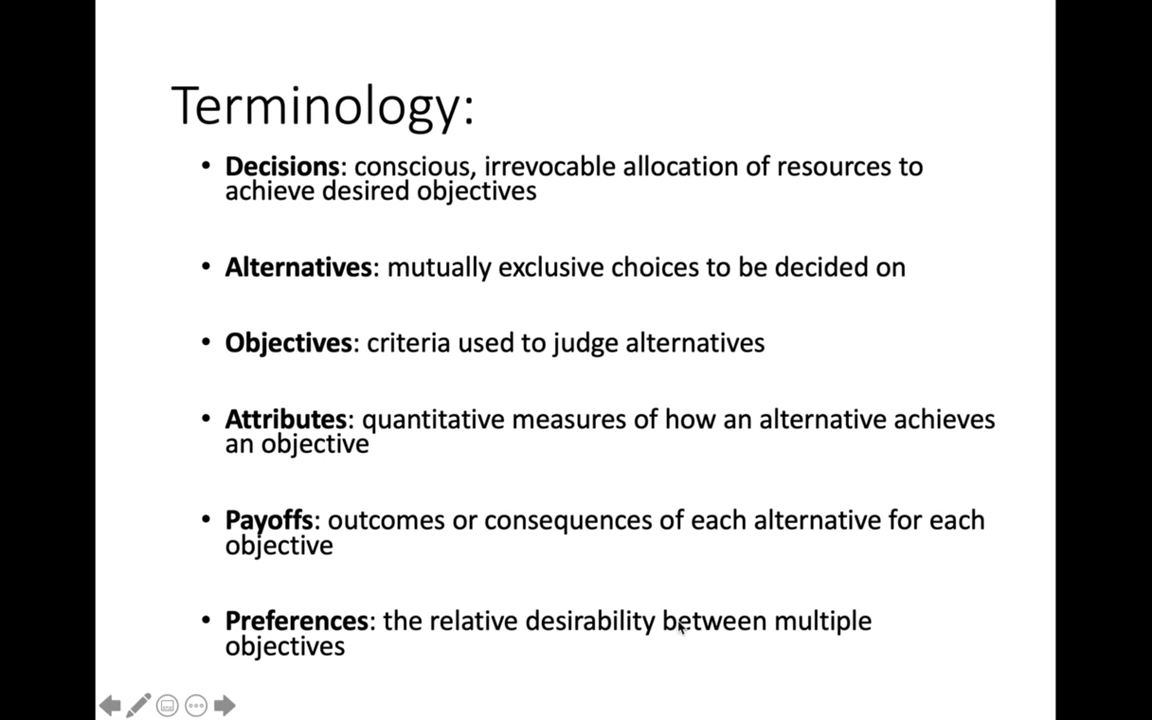 Terminology:
• Decisions: conscious, irrevocable allocation of resources to
achieve desired objectives
• Alternatives: mutually exclusive choices to be decided on
• Objectives: criteria used to judge alternatives
• Attributes: quantitative measures of how an alternative achieves
an objective
• Payoffs: outcomes or consequences of each alternative for each
objective
• Preferences: the relative desirability between multiple
objectives